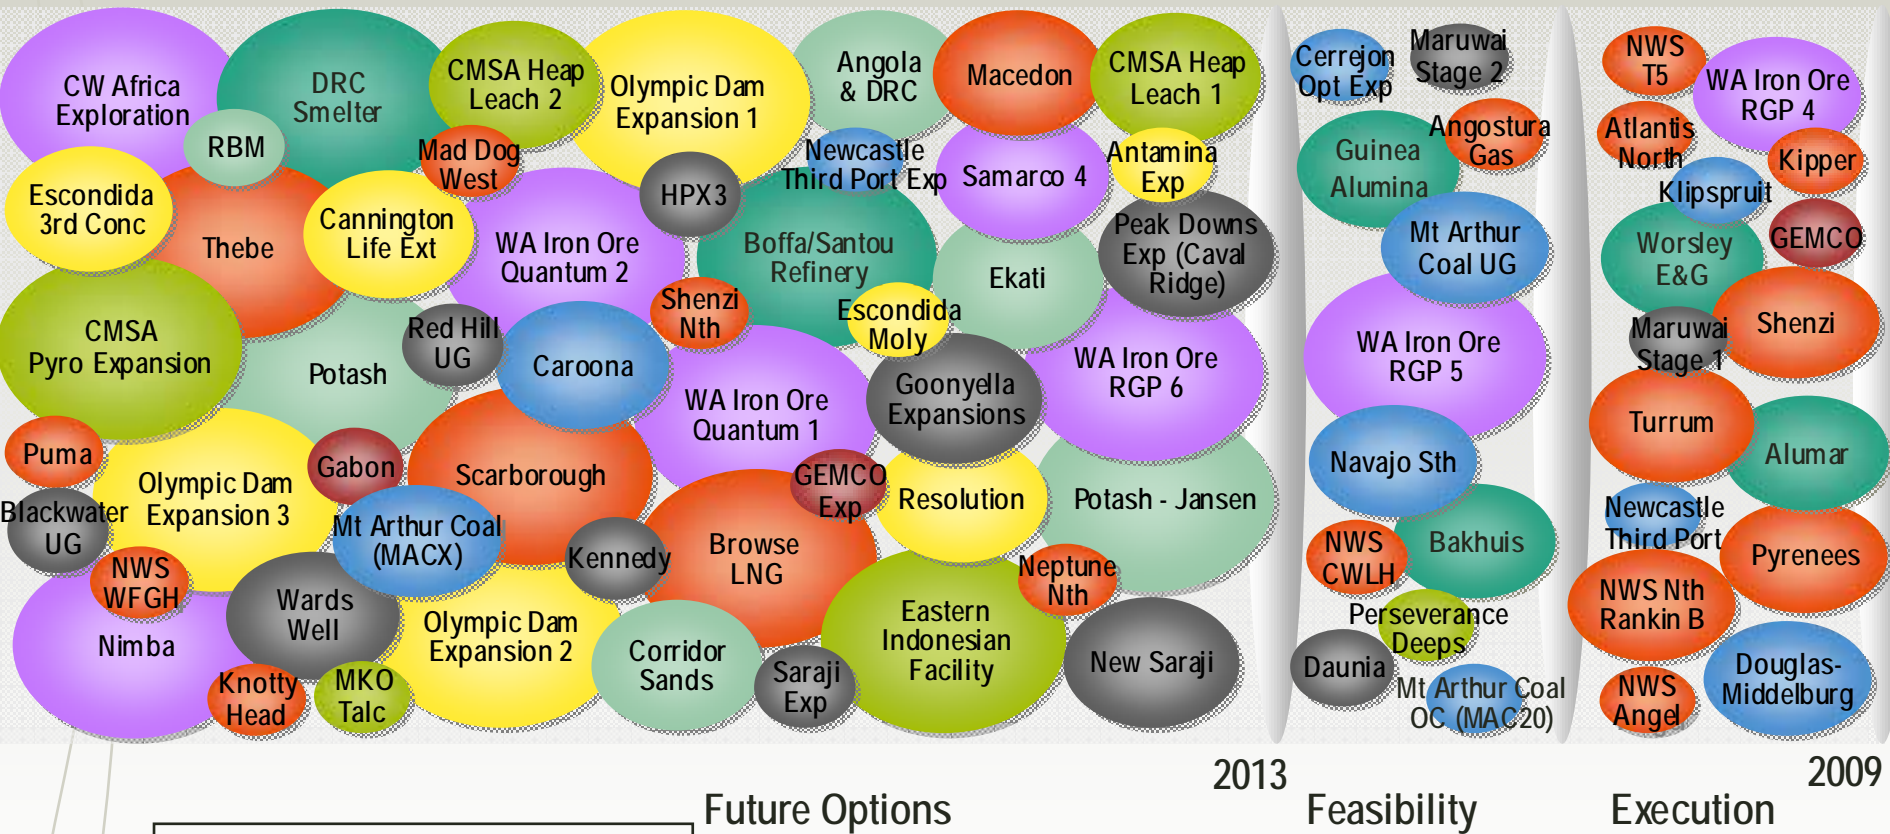 CW Africa
Exploration
DRC
Smelter
CMSA Heap
Leach 2
Olympic Dam
Expansion 1
Angola
& DRC
Macedon
CMSA Heap
Leach 1
RBM
Mad Dog
West
HPX3
Newcastle
Third Port Exp
Samarco 4
Antamina
Exp
Escondida
3rd Conc
Thebe
Cannington
Life Ext
WA Iron Ore
Quantum 2
Boffa/Santou
Refinery
Ekati
Peak Downs
Exp (Caval
Ridge)
CMSA
Pyro Expansion
Potash
Red Hill
UG
Caroona
Shenzi
Nth
Escondida
Moly
WA Iron Ore
Quantum 1
Goonyella
Expansions
WA Iron Ore
RGP 6
Puma
Olympic Dam
Expansion 3
Gabon
Scarborough
GEMCO
Exp
Resolution
Potash - Jansen
Blackwater
UG
Mt Arthur Coal
(MACX)
Kennedy
Browse
LNG
Neptune
Nth
NWS
WFGH
Wards
Well
Nimba
Olympic Dam
Expansion 2
Corridor
Sands
Eastern
Indonesian
Facility
New Saraji
Knotty
Head
MKO
Talc
Saraji
Exp
Cerrejon
Opt Exp
Maruwai
Stage 2
Guinea
Alumina
Angostura
Gas
Mt Arthur
Coal UG
WA Iron Ore
RGP 5
Navajo Sth
NWS
CWLH
Bakhuis
Perseverance
Deeps
Daunia
Mt Arthur Coal
OC (MAC20)
NWS
T5
WA Iron Ore
RGP 4
Atlantis
North
Kipper
Klipspruit
Worsley
E&G
GEMCO
Maruwai
Stage 1
Shenzi
Turrum
Alumar
Newcastle
Third Port
Pyrenees
NWS Nth
Rankin B
Douglas-
Middelburg
NWS
Angel
2013
2009
Future Options
Feasibility
Execution